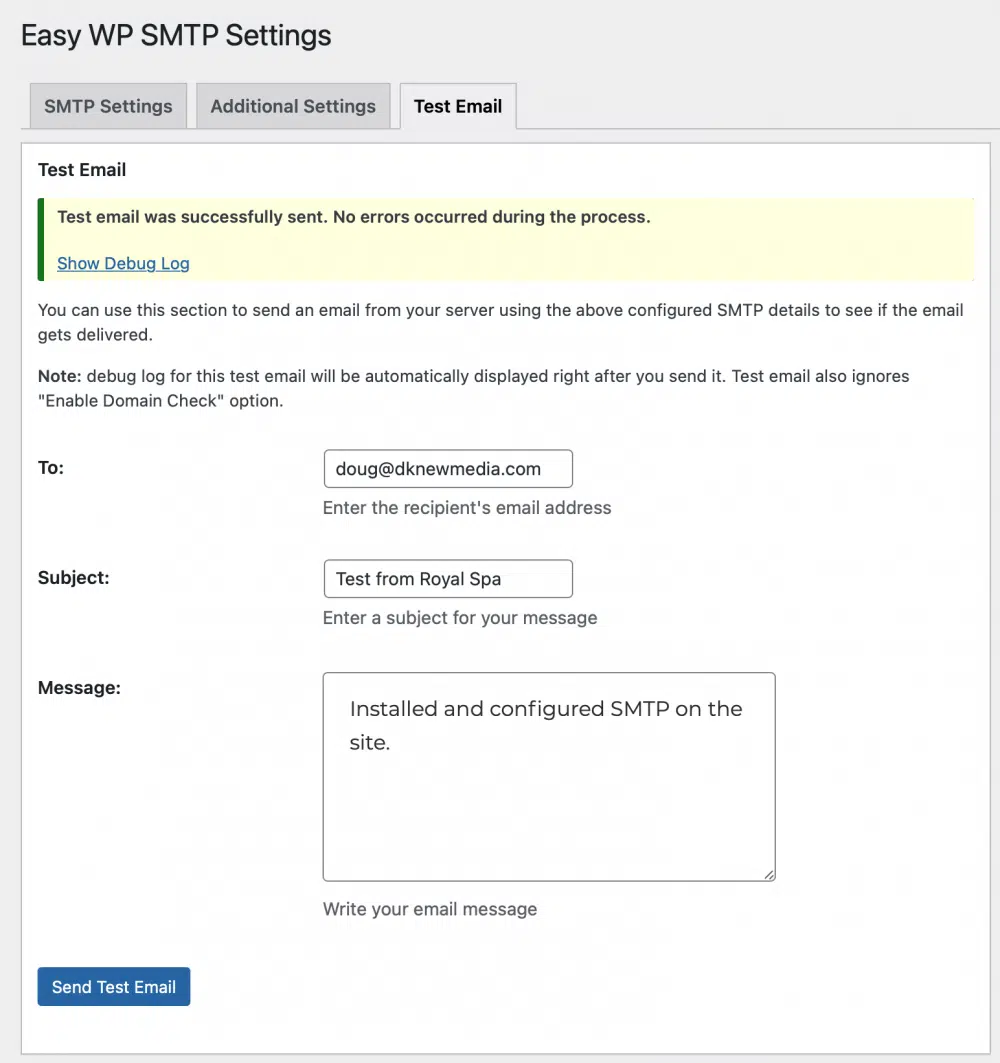 Easy WP SMTP Settings
SMTP Settings
Additional Settings
Test Email
Test Email
Test email was successfully sent. No errors occurred during the process.
Show Debug Log
You can use this section to send an email from your server using the above configured SMTP details to see if the email
gets delivered.
Note: debug log for this test email will be automatically displayed right after you send it. Test email also ignores
"Enable Domain Check" option.
To:
doug@dknewmedia.com
Enter the recipient's email address
Subject:
Test from Royal Spa
Enter a subject for your message
Message:
Installed and configured SMTP on the
site.
Write your email message
Send Test Email